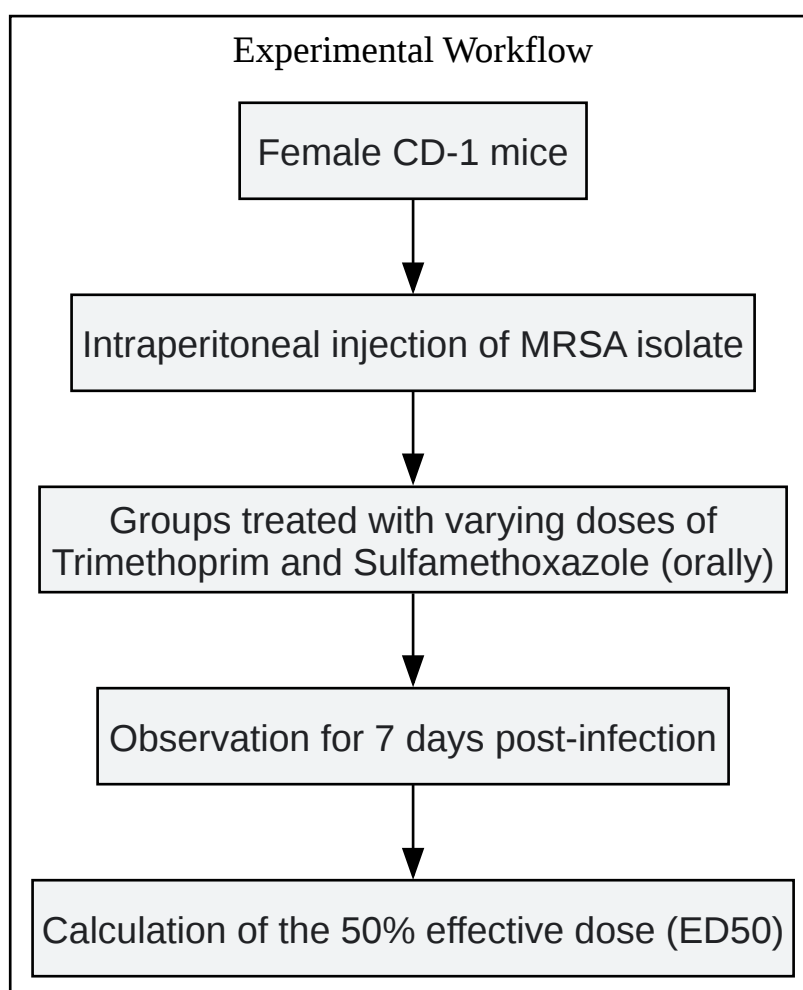 Experimental Workflow
Female CD-1 mice
Intraperitoneal injection of MRSA isolate
Groups treated with varying doses of
Trimethoprim and Sulfamethoxazole (orally)
Observation for 7 days post-infection
Calculation of the 50% effective dose (ED50)